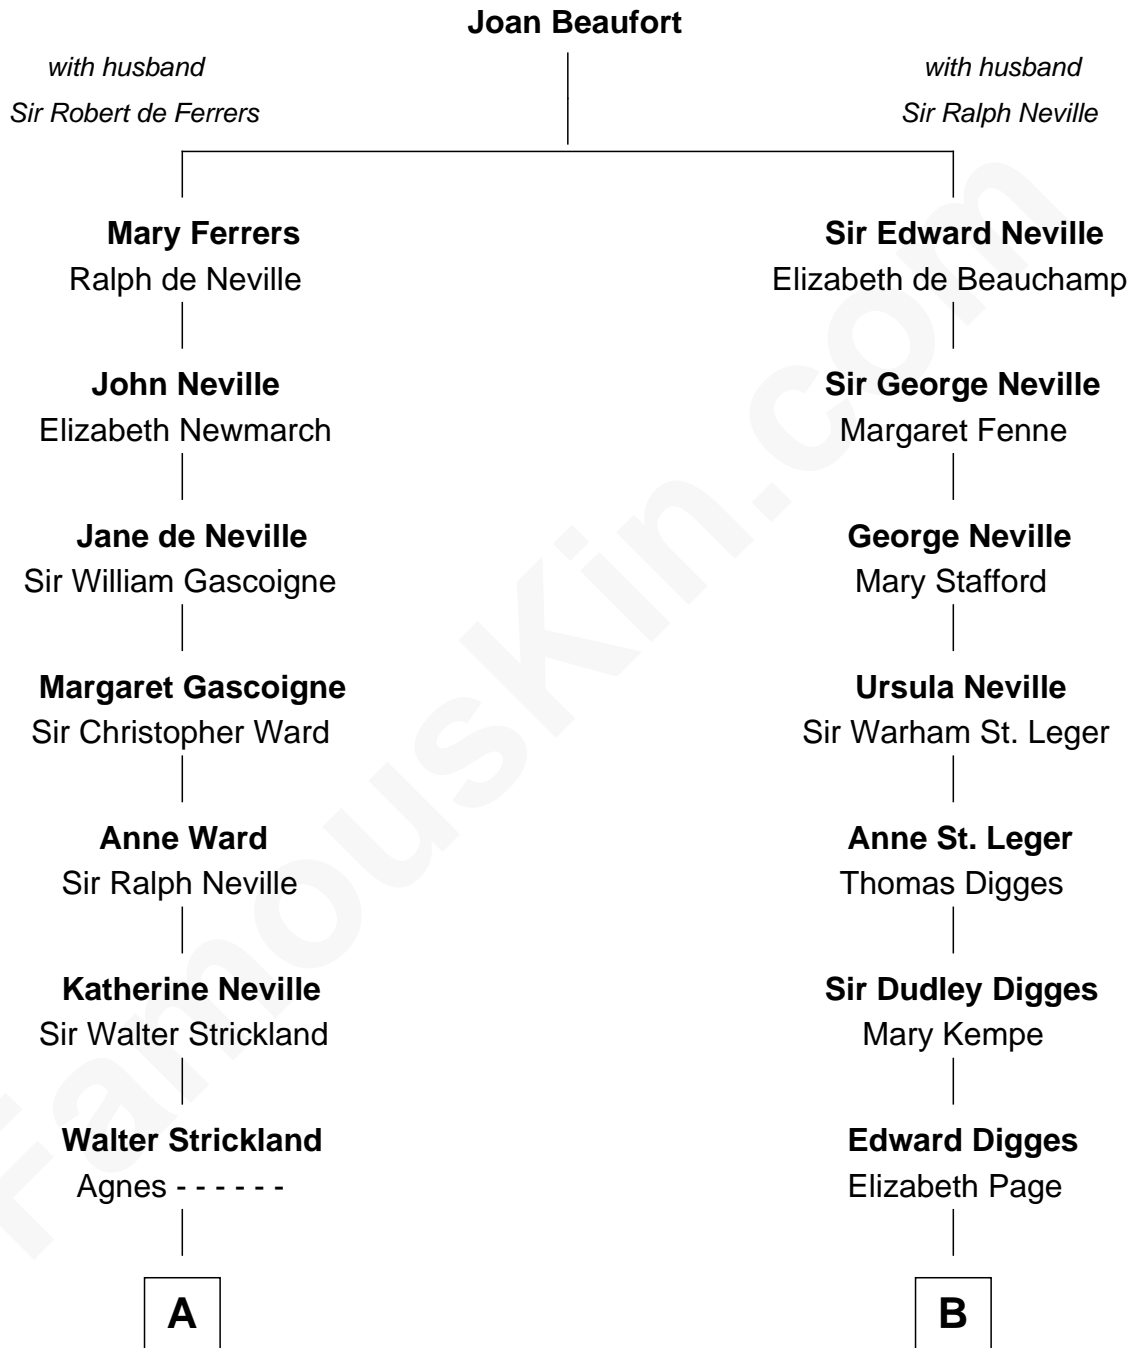 Joan Beaufort
with husband
Sir Robert de Ferrers
with husband
Sir Ralph Neville
Mary Ferrers
Ralph de Neville
Sir Edward Neville
Elizabeth de Beauchamp
John Neville
Elizabeth Newmarch
Sir George Neville
Margaret Fenne
Jane de Neville
Sir William Gascoigne
George Neville
Mary Stafford
Margaret Gascoigne
Sir Christopher Ward
Ursula Neville
Sir Warham St. Leger
Anne Ward
Sir Ralph Neville
Anne St. Leger
Thomas Digges
Katherine Neville
Sir Walter Strickland
Sir Dudley Digges
Mary Kempe
Walter Strickland
Agnes - - - - - -
Edward Digges
Elizabeth Page
A
B
FamousKin.com